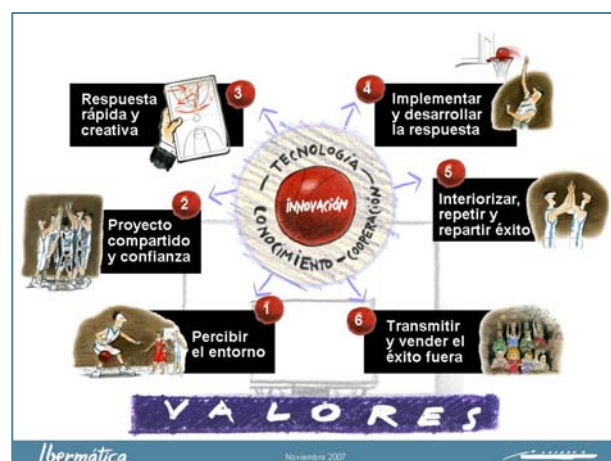 3
Respuesta
rápida y
creativa
4
Implementar
y desarrollar
la respuesta
TECNOLOGÍA
CONOCIMIENTO - COOPERACIÓN
INNOVACIÓN
2
Proyecto
compartido
y confianza
5
Interiorizar,
repetir y
repartir éxito
1
Percibir
el entorno
6
Transmitir
y vender el
éxito fuera
VALORES
Ibermática
Noviembre 2007